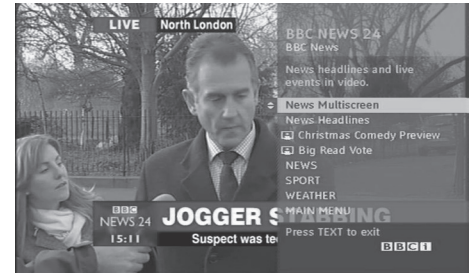 LIVE North London
BBC NEWS 24
BBC News
News headlines and live
events in video.
News Multiscreen
News Headlines
Christmas Comedy Preview
Big Read Vote
NEWS
SPORT
WEATHER
MAIN MENU
Press TEXT to exit
BBCi
BBC
NEWS 24
15:11
JOGGER STABBING
Suspect was